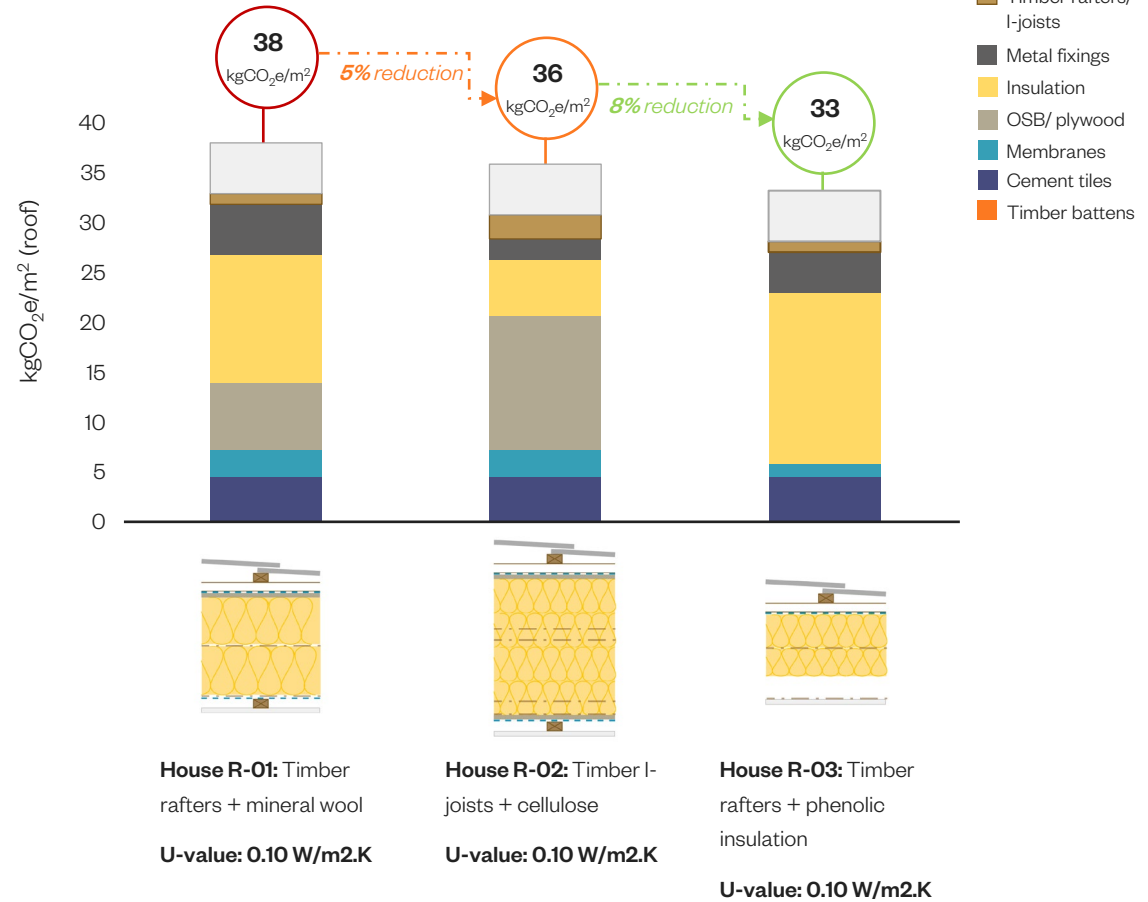 38
kgCO₂e/m²
5% reduction
36
kgCO₂e/m²
8% reduction
33
kgCO₂e/m²
I-joists
Metal fixings
Insulation
OSB/ plywood
Membranes
Cement tiles
Timber battens
kgCO₂e/m² (roof)
40
35
30
25
20
15
10
5
0
House R-01: Timber
rafters + mineral wool
U-value: 0.10 W/m2.K
House R-02: Timber I-
joists + cellulose
U-value: 0.10 W/m2.K
House R-03: Timber
rafters + phenolic
insulation
U-value: 0.10 W/m2.K